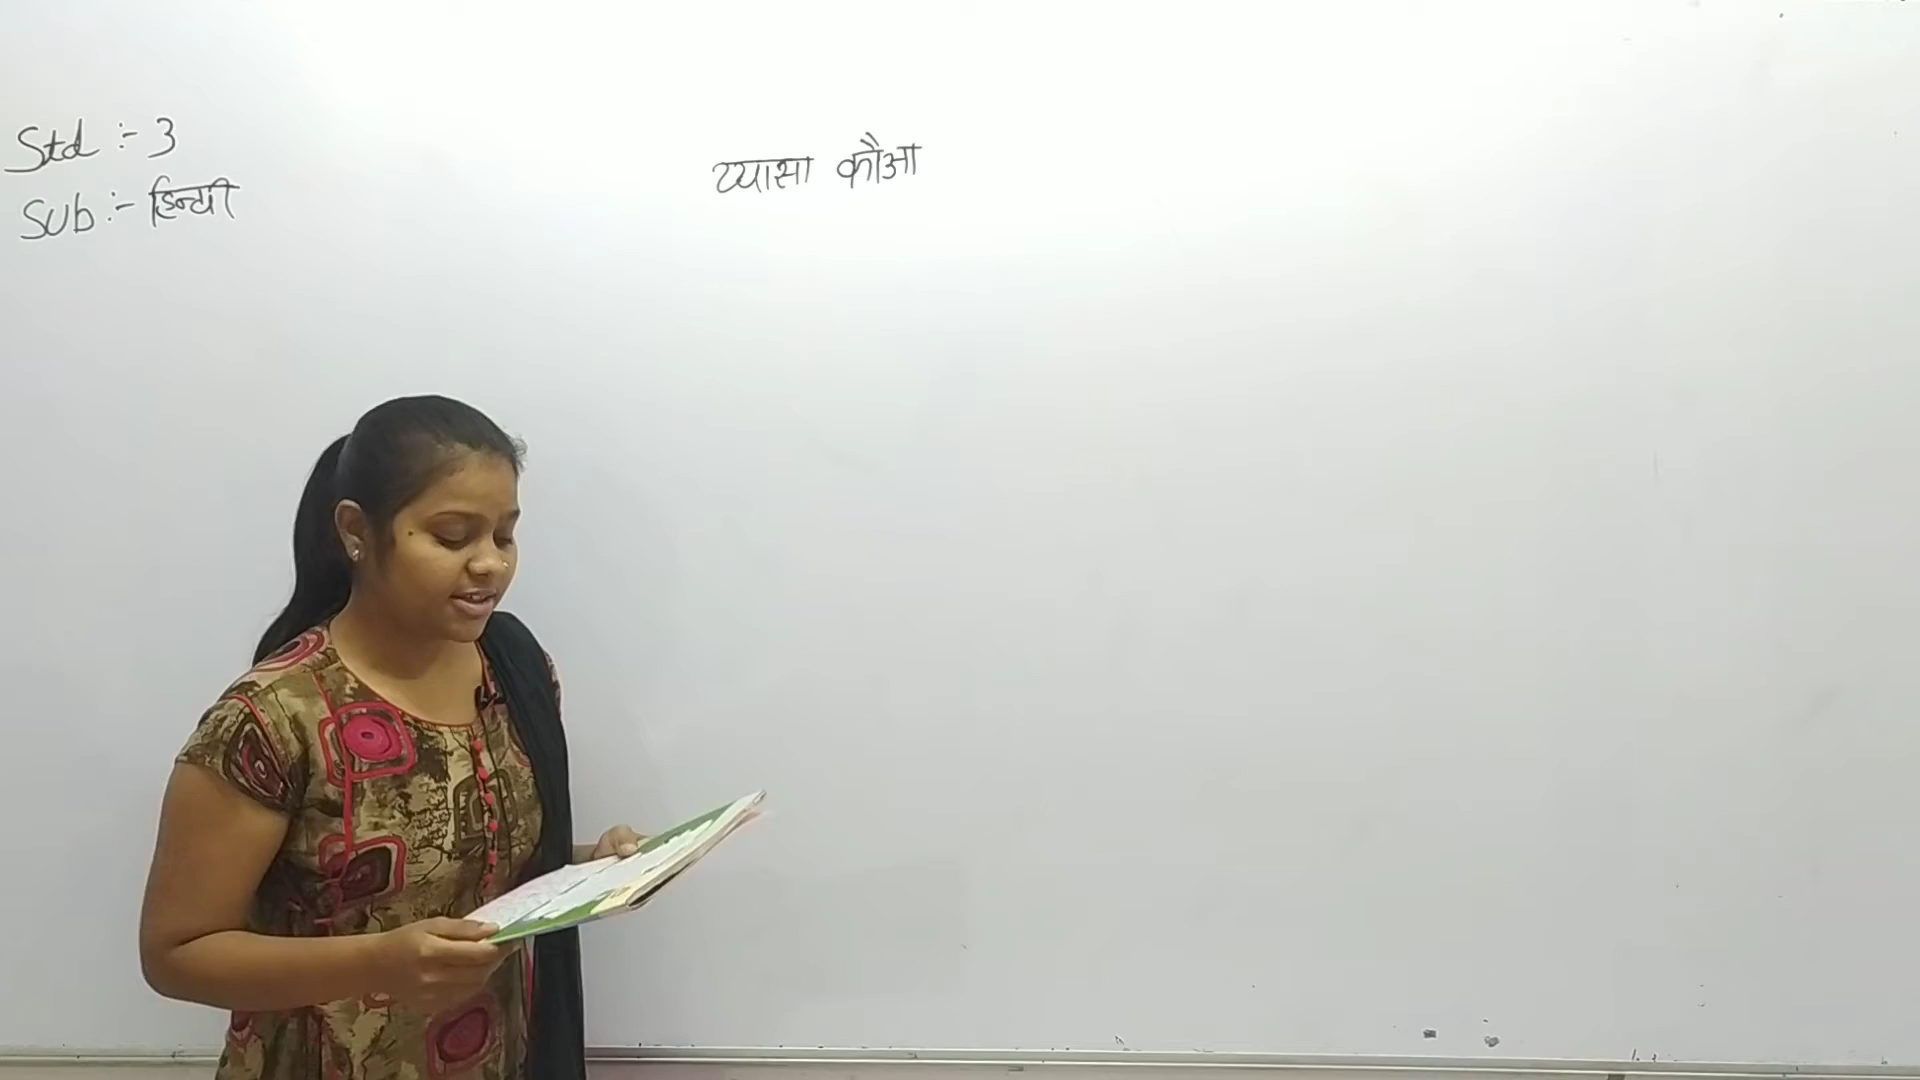 Std :- 3
Sub :- हिन्दी
प्यासा कौआ